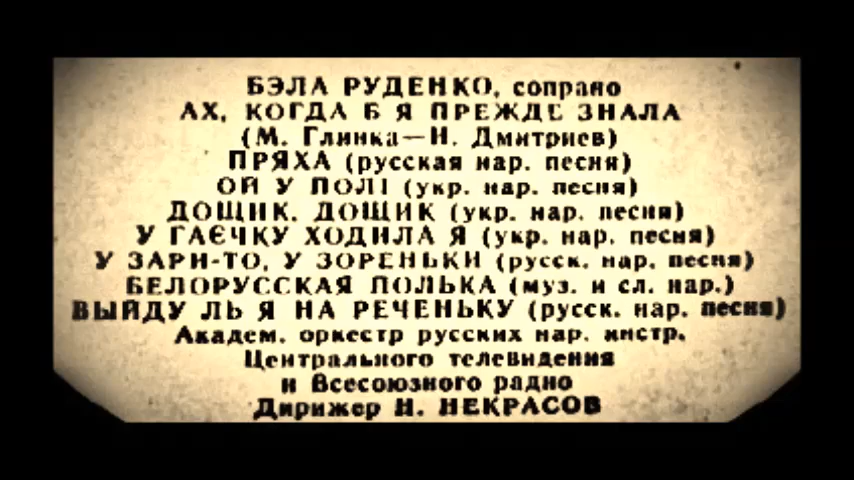 БЭЛА РУДЕНКО, сопрано
АХ, КОГДА Б Я ПРЕЖДЕ ЗНАЛА
(М. Глинка—Н. Дмитриев)
ПРЯХА (русская нар. песня)
ОЙ У ПОЛІ (укр. нар. песня)
ДОЩИК, ДОЩИК (укр. нар. песня)
У ГАЄЧКУ ХОДИЛА Я (укр. нар. песня)
У ЗАРИ-ТО, У ЗОРЕНЬКИ (русск. нар. песня)
БЕЛОРУССКАЯ ПОЛЬКА (муз. и сл. нар.)
ВЫЙДУ ЛЬ Я НА РЕЧЕНЬКУ (русск. нар. песня)
Академ. оркестр русских нар. инстр.
Центрального телевидения
и Всесоюзного радио
Дирижер Н. НЕКРАСОВ